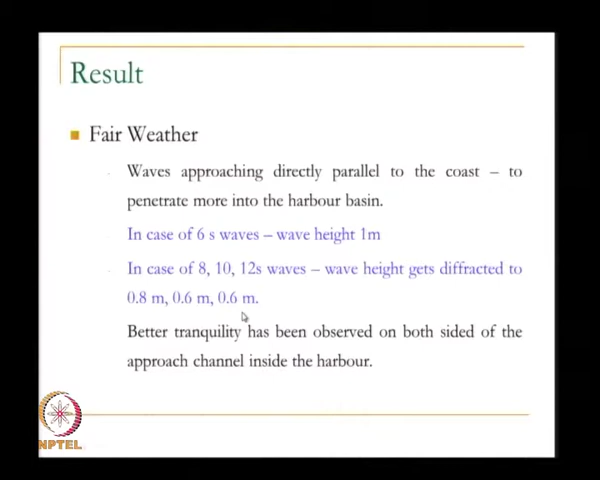 Result
Fair Weather
Waves approaching directly parallel to the coast – to
penetrate more into the harbour basin.
In case of 6 s waves – wave height 1m
In case of 8, 10, 12s waves – wave height gets diffracted to
0.8 m, 0.6 m, 0.6 m.
Better tranquility has been observed on both sided of the
approach channel inside the harbour.
NPTEL